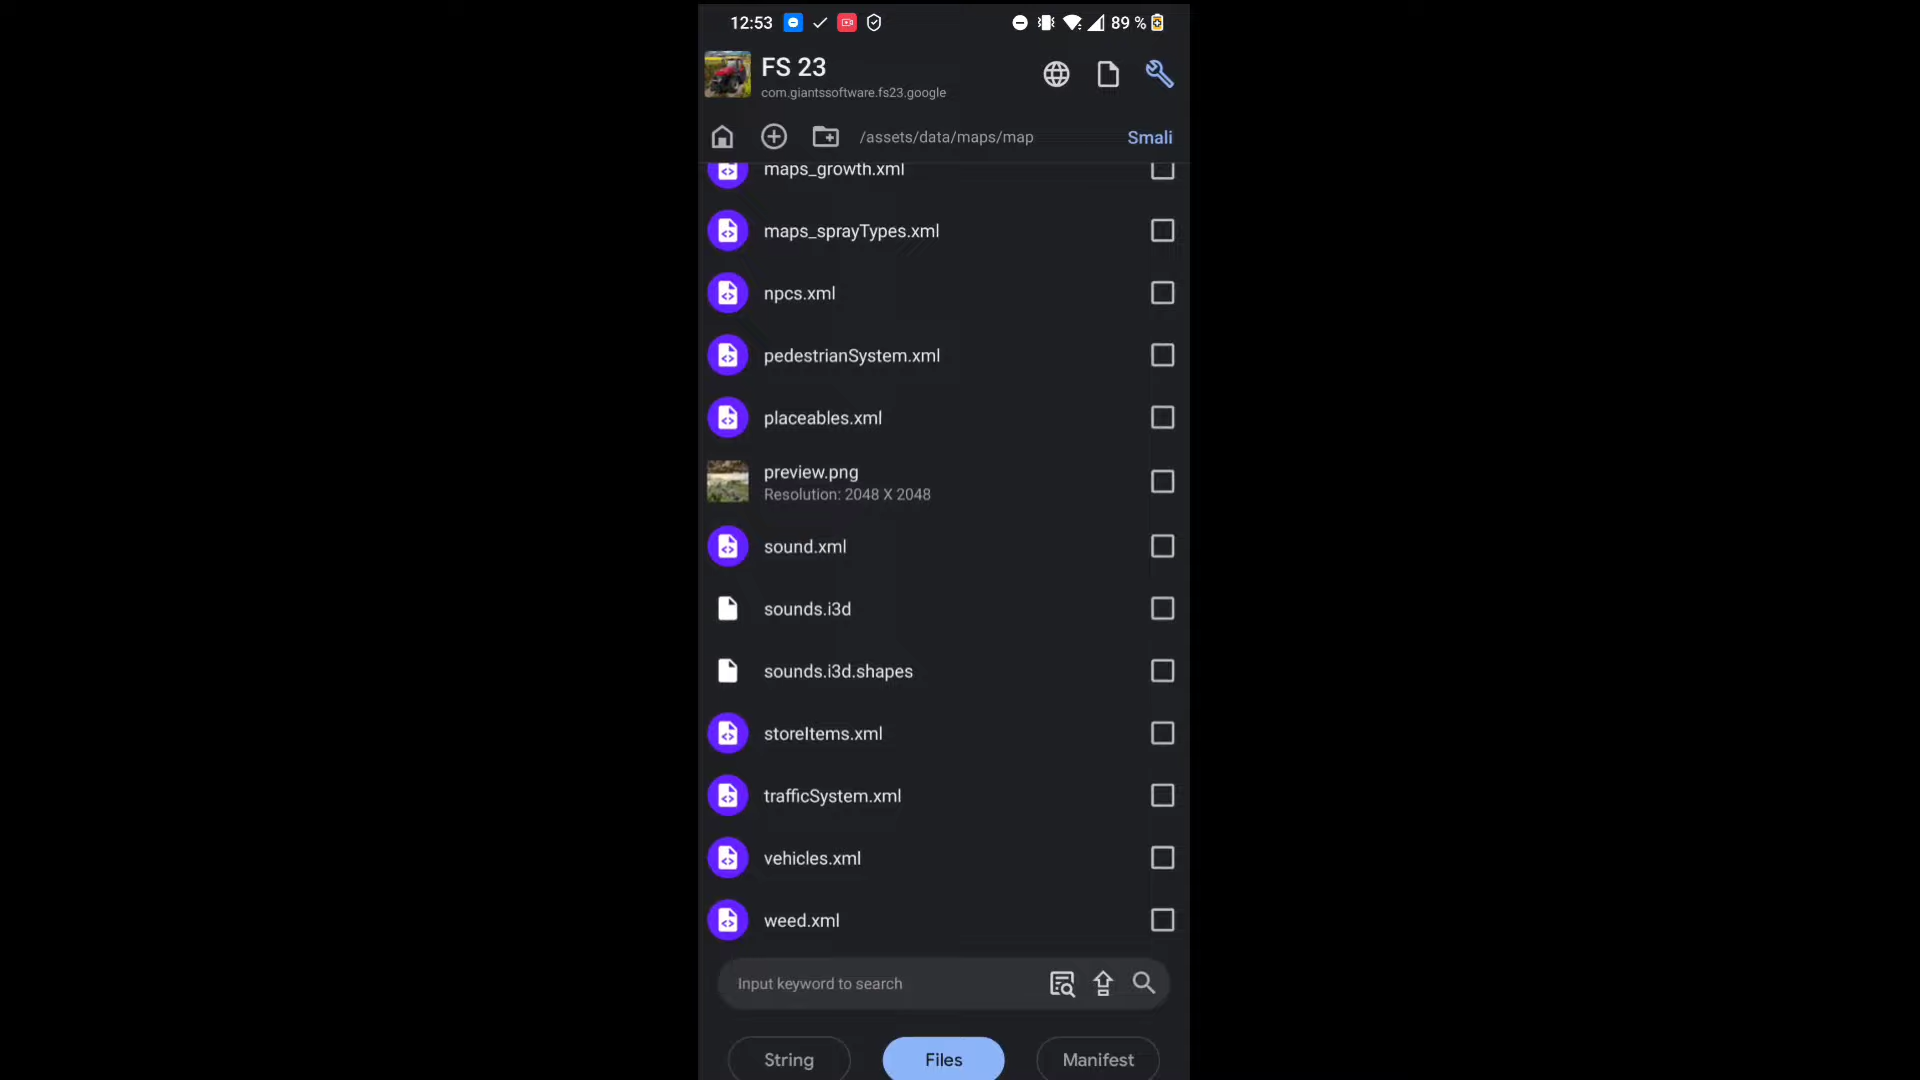 12:53
89 %
FS 23
com.giantssoftware.fs23.google
/assets/data/maps/map
Smali
maps_growth.xml
maps_sprayTypes.xml
npcs.xml
pedestrianSystem.xml
placeables.xml
preview.png
Resolution: 2048 X 2048
sound.xml
sounds.i3d
sounds.i3d.shapes
storeItems.xml
trafficSystem.xml
vehicles.xml
weed.xml
Input keyword to search
String
Files
Manifest